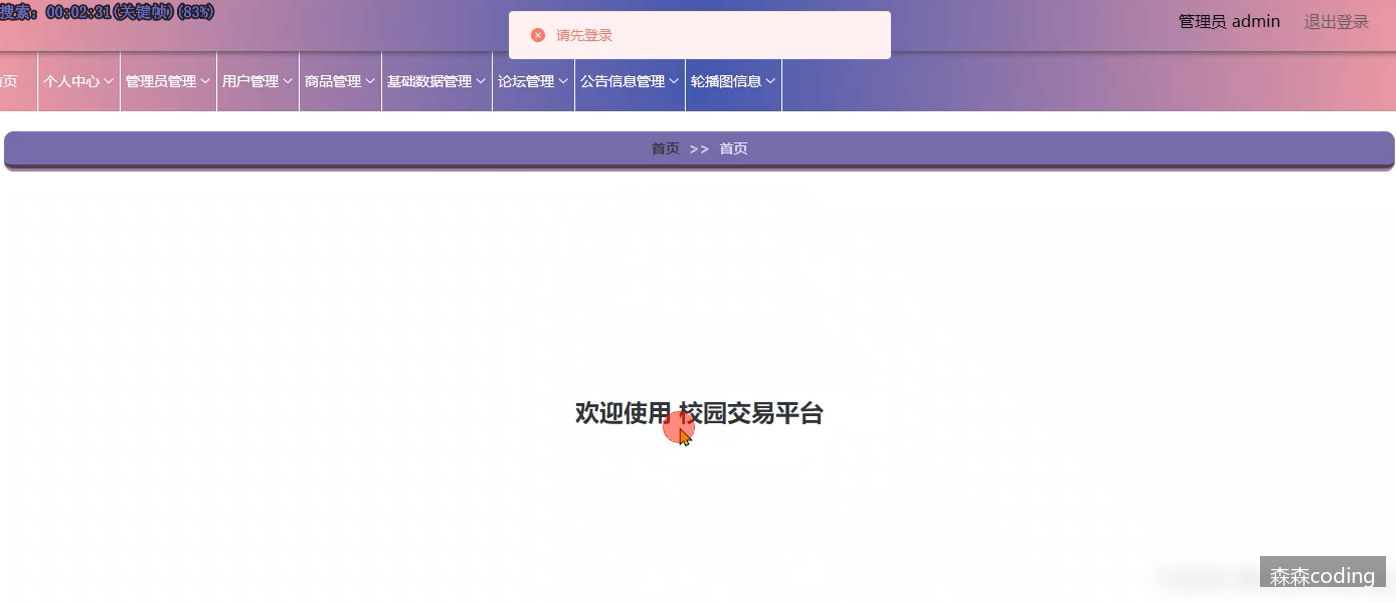 搜索: 00:02:31(关键帧)(83%)
请先登录
管理员 admin 退出登录
首页 个人中心 管理员管理 用户管理 商品管理 基础数据管理 论坛管理 公告信息管理 轮播图信息
首页 >> 首页
欢迎使用 校园交易平台
森森coding